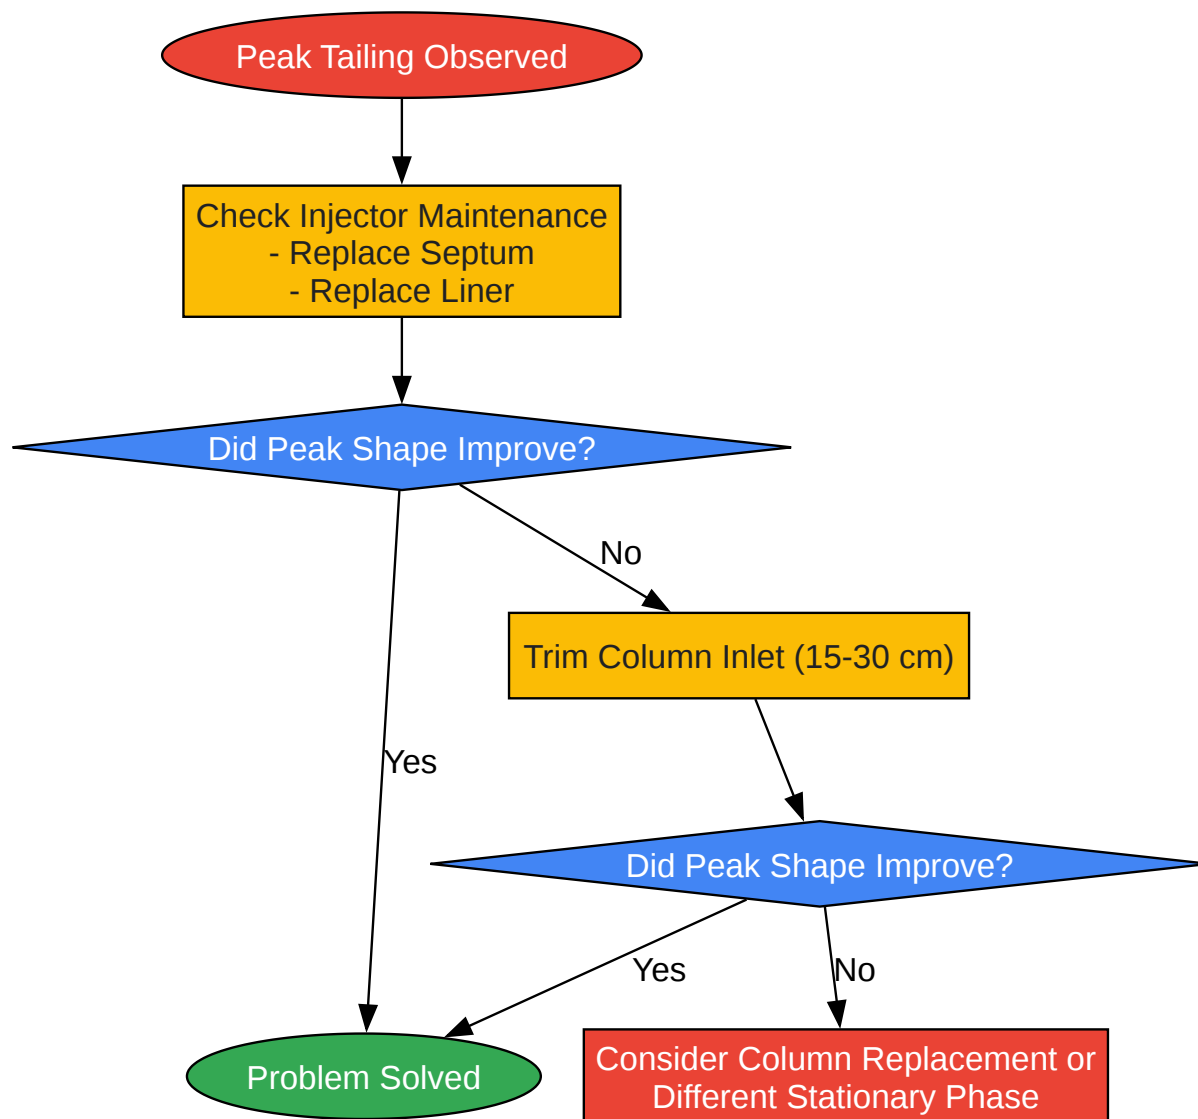 Peak Tailing Observed
Check Injector Maintenance
- Replace Septum
- Replace Liner
Did Peak Shape Improve?
No
Trim Column Inlet (15-30 cm)
Yes
Did Peak Shape Improve?
Yes
No
Problem Solved
Consider Column Replacement or
Different Stationary Phase